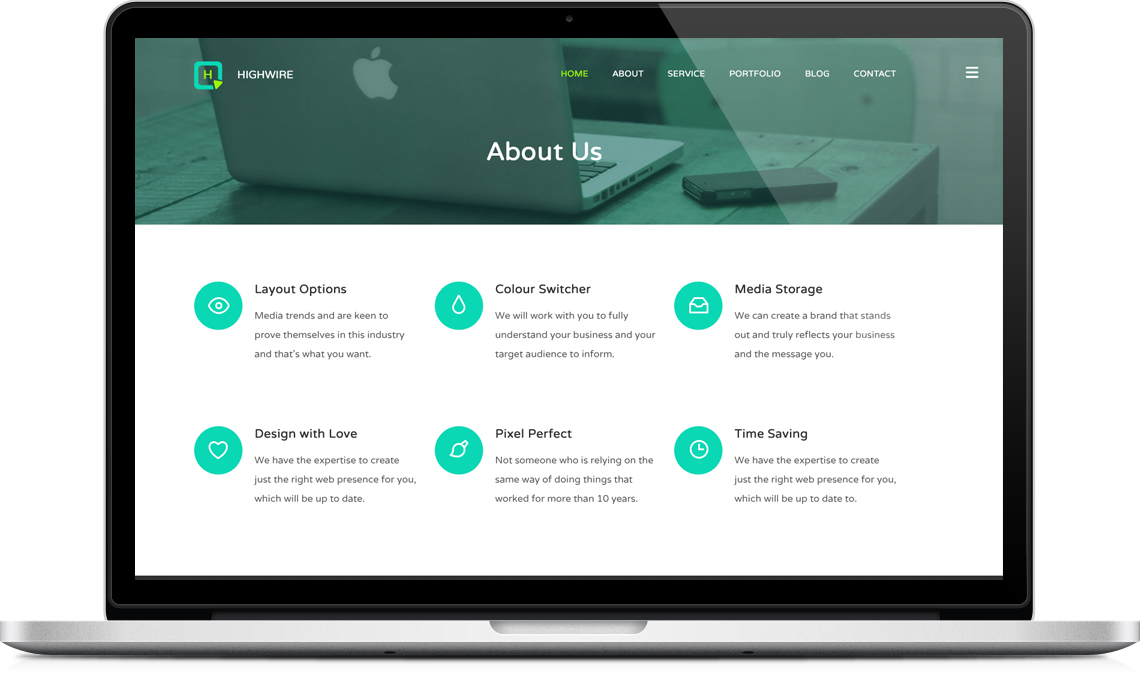 H HIGHWIRE HOME ABOUT SERVICE PORTFOLIO BLOG CONTACT
About Us
Layout Options
Media trends and are keen to
prove themselves in this industry
and that's what you want.
Colour Switcher
We will work with you to fully
understand your business and your
target audience to inform.
Media Storage
We can create a brand that stands
out and truly reflects your business
and the message you.
Design with Love
We have the expertise to create
just the right web presence for you,
which will be up to date.
Pixel Perfect
Not someone who is relying on the
same way of doing things that
worked for more than 10 years.
Time Saving
We have the expertise to create
just the right web presence for you,
which will be up to date to.